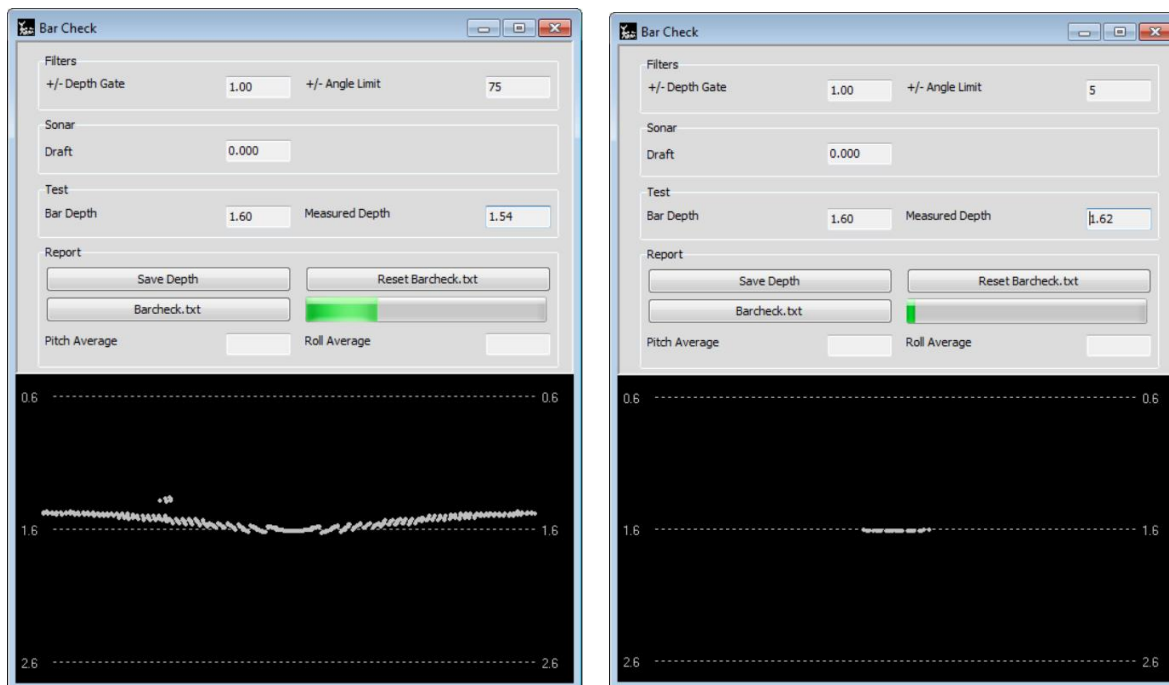 Bar Check
Filters
+/- Depth Gate 1.00 +/- Angle Limit 75
Sonar
Draft 0.000
Test
Bar Depth 1.60 Measured Depth 1.54
Report
Save Depth Reset Barcheck.txt
Barcheck.txt
Pitch Average Roll Average
0.6 0.6
1.6 1.6
2.6 2.6
Bar Check
Filters
+/- Depth Gate 1.00 +/- Angle Limit 5
Sonar
Draft 0.000
Test
Bar Depth 1.60 Measured Depth 1.62
Report
Save Depth Reset Barcheck.txt
Barcheck.txt
Pitch Average Roll Average
0.6 0.6
1.6 1.6
2.6 2.6